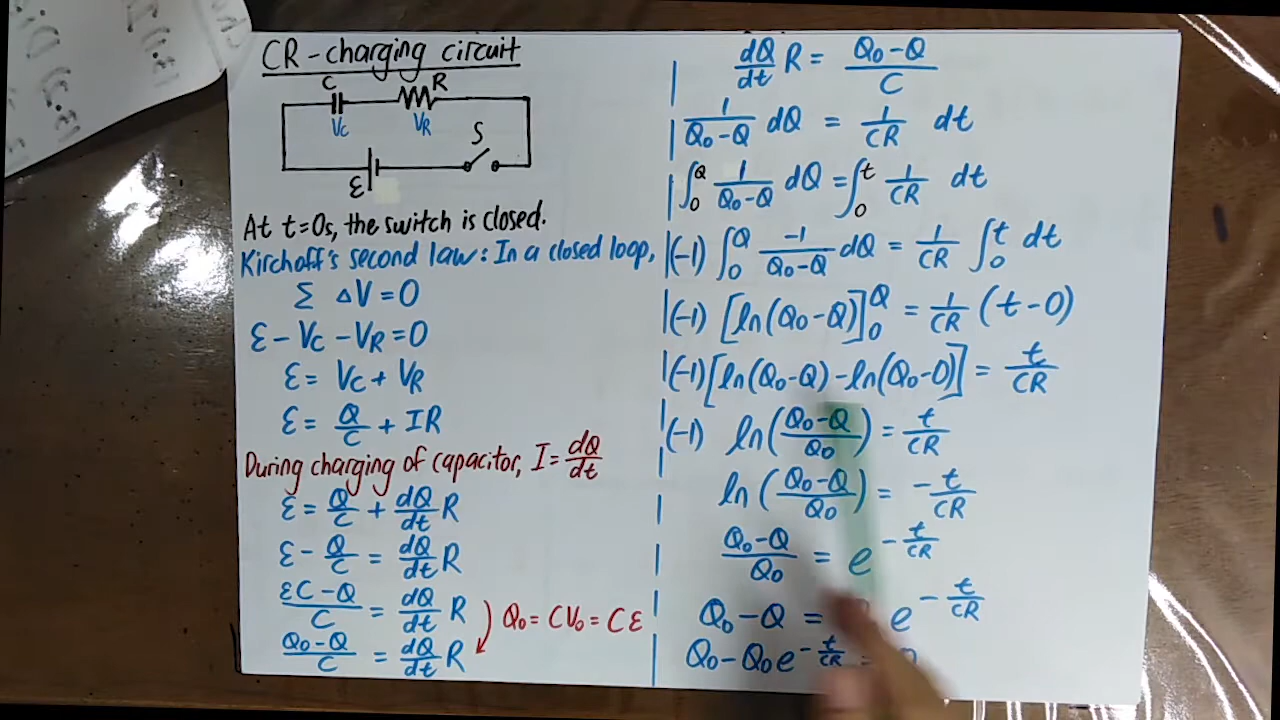 CR-charging circuit
C R
Vc VR
S
ε
At t=0s, the switch is closed.
Kirchoff's second law: In a closed loop,
Σ ΔV=0
ε - Vc - VR = 0
ε = Vc + VR
ε = Q/C + IR
During charging of capacitor, I = dQ/dt
ε = Q/C + dQ/dt R
ε - Q/C = dQ/dt R
(εC - Q)/C = dQ/dt R
Q₀ = CV₀ = Cε
(Q₀-Q)/C = dQ/dt R
dQ/dt R = (Q₀-Q)/C
1/(Q₀-Q) dQ = 1/CR dt
∫₀^Q 1/(Q₀-Q) dQ = ∫₀^t 1/CR dt
(-1) ∫₀^Q -1/(Q₀-Q) dQ = 1/CR ∫₀^t dt
(-1) [ln(Q₀-Q)]₀^Q = 1/CR (t-0)
(-1)[ln(Q₀-Q) - ln(Q₀-0)] = t/CR
(-1) ln((Q₀-Q)/Q₀) = t/CR
ln((Q₀-Q)/Q₀) = -t/CR
(Q₀-Q)/Q₀ = e^(-t/CR)
Q₀-Q = e^(-t/CR)
Q₀ - Q₀e^(-t/CR) =